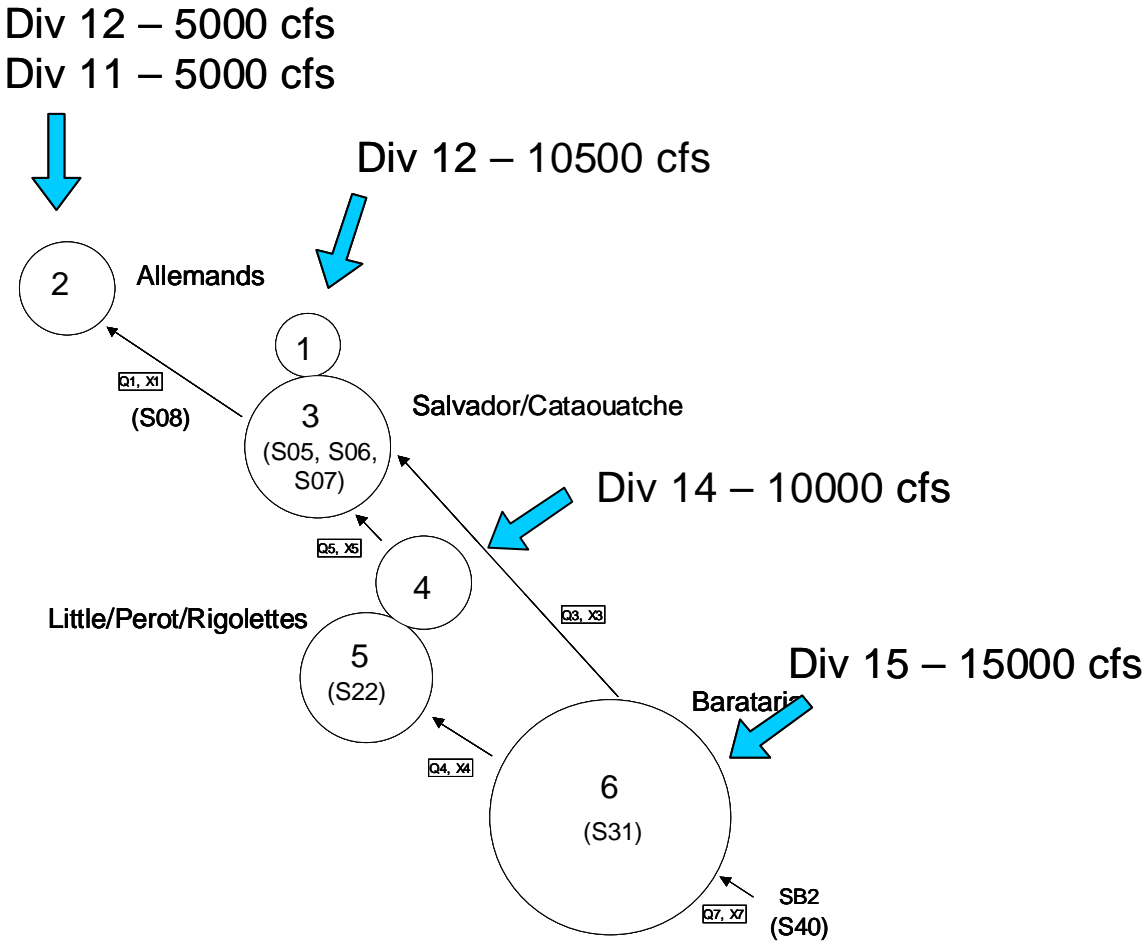 Div 12 – 5000 cfs
Div 11 – 5000 cfs
Div 12 – 10500 cfs
2
Allemands
1
Q1, X1
(S08)
3
(S05, S06,
S07)
Salvador/Cataouatche
Div 14 – 10000 cfs
Q5, X5
4
Little/Perot/Rigolettes
Q3, X3
5
(S22)
Div 15 – 15000 cfs
Barataria
Q4, X4
6
(S31)
SB2
Q7, X7
(S40)